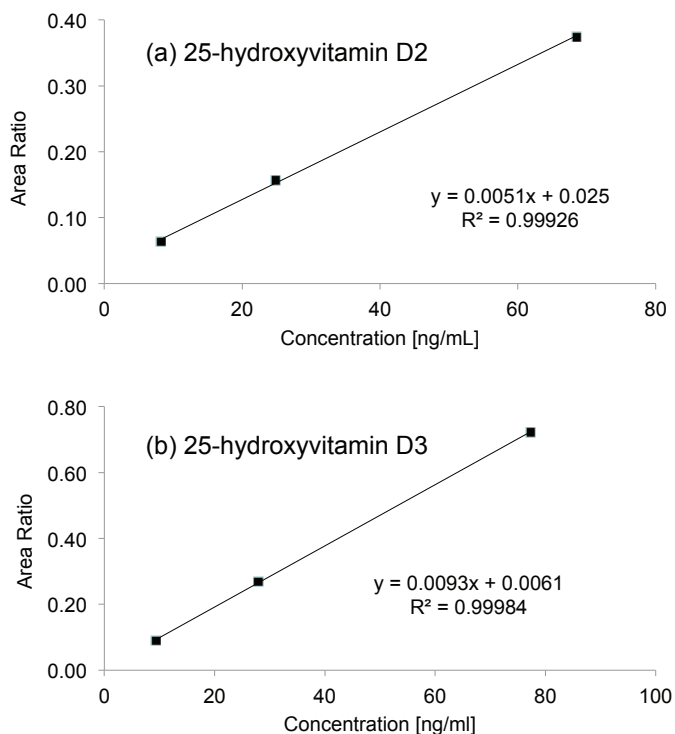 0.40
(a) 25-hydroxyvitamin D2
0.30
Area Ratio
0.20
y = 0.0051x + 0.025
R² = 0.99926
0.10
0.00
0 20 40 60 80
Concentration [ng/mL]
0.80
(b) 25-hydroxyvitamin D3
0.60
Area Ratio
0.40
y = 0.0093x + 0.0061
R² = 0.99984
0.20
0.00
0 20 40 60 80 100
Concentration [ng/ml]